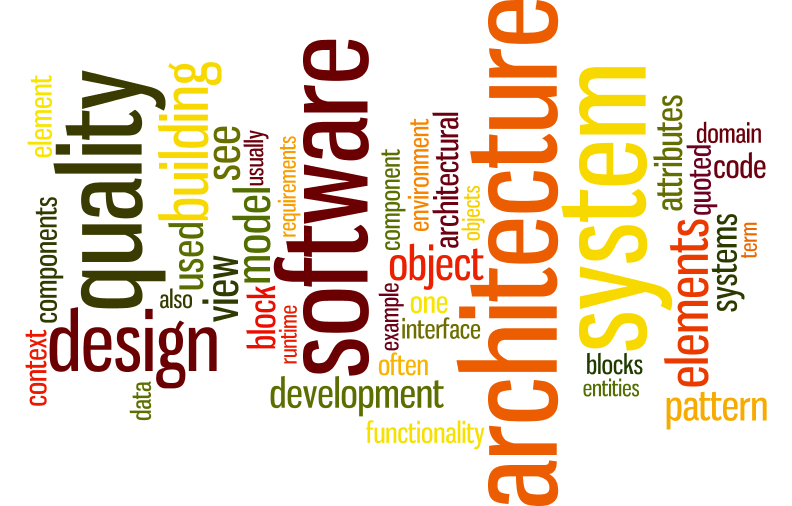 element
quality
building
see
usually
requirements
software
components
used
model
also
view
design
context
data
block
runtime
component
environment
architectural
objects
object
example
one
interface
often
development
functionality
architecture
system
attributes
domain
quoted
code
elements
systems
term
blocks
entities
pattern